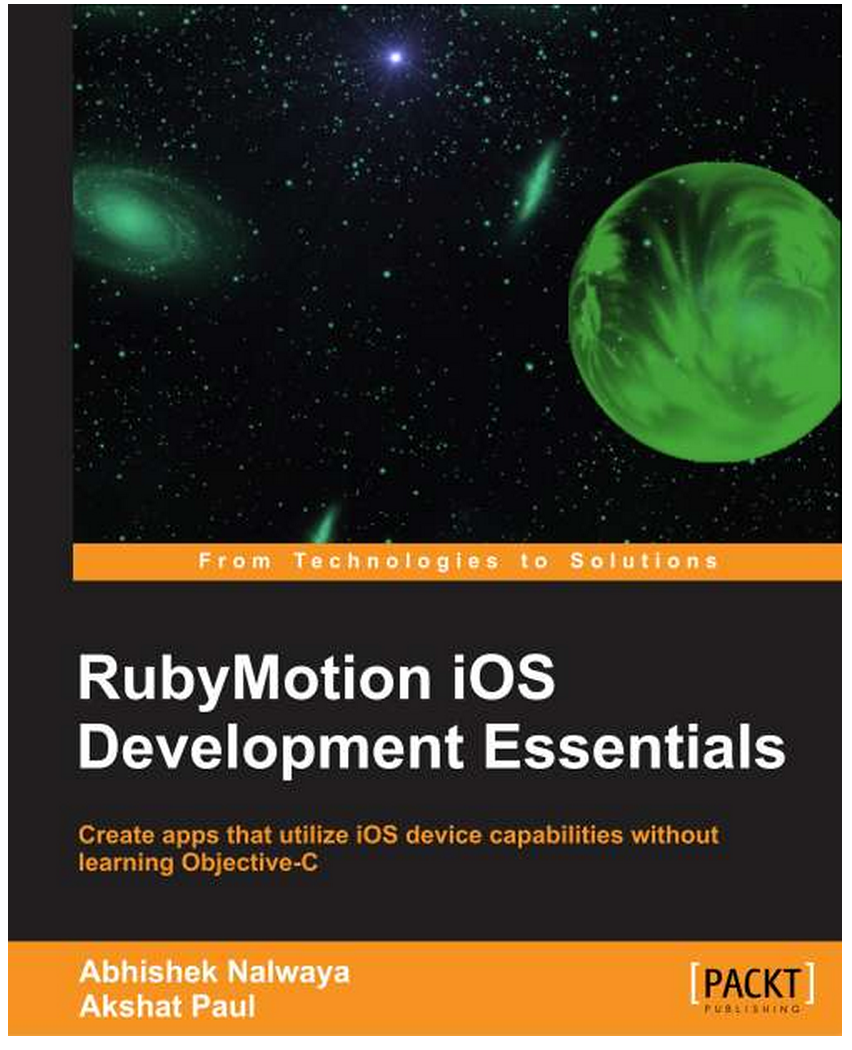 From Technologies to Solutions
RubyMotion iOS
Development Essentials
Create apps that utilize iOS device capabilities without
learning Objective-C
Abhishek Nalwaya
Akshat Paul
[PACKT]
PUBLISHING